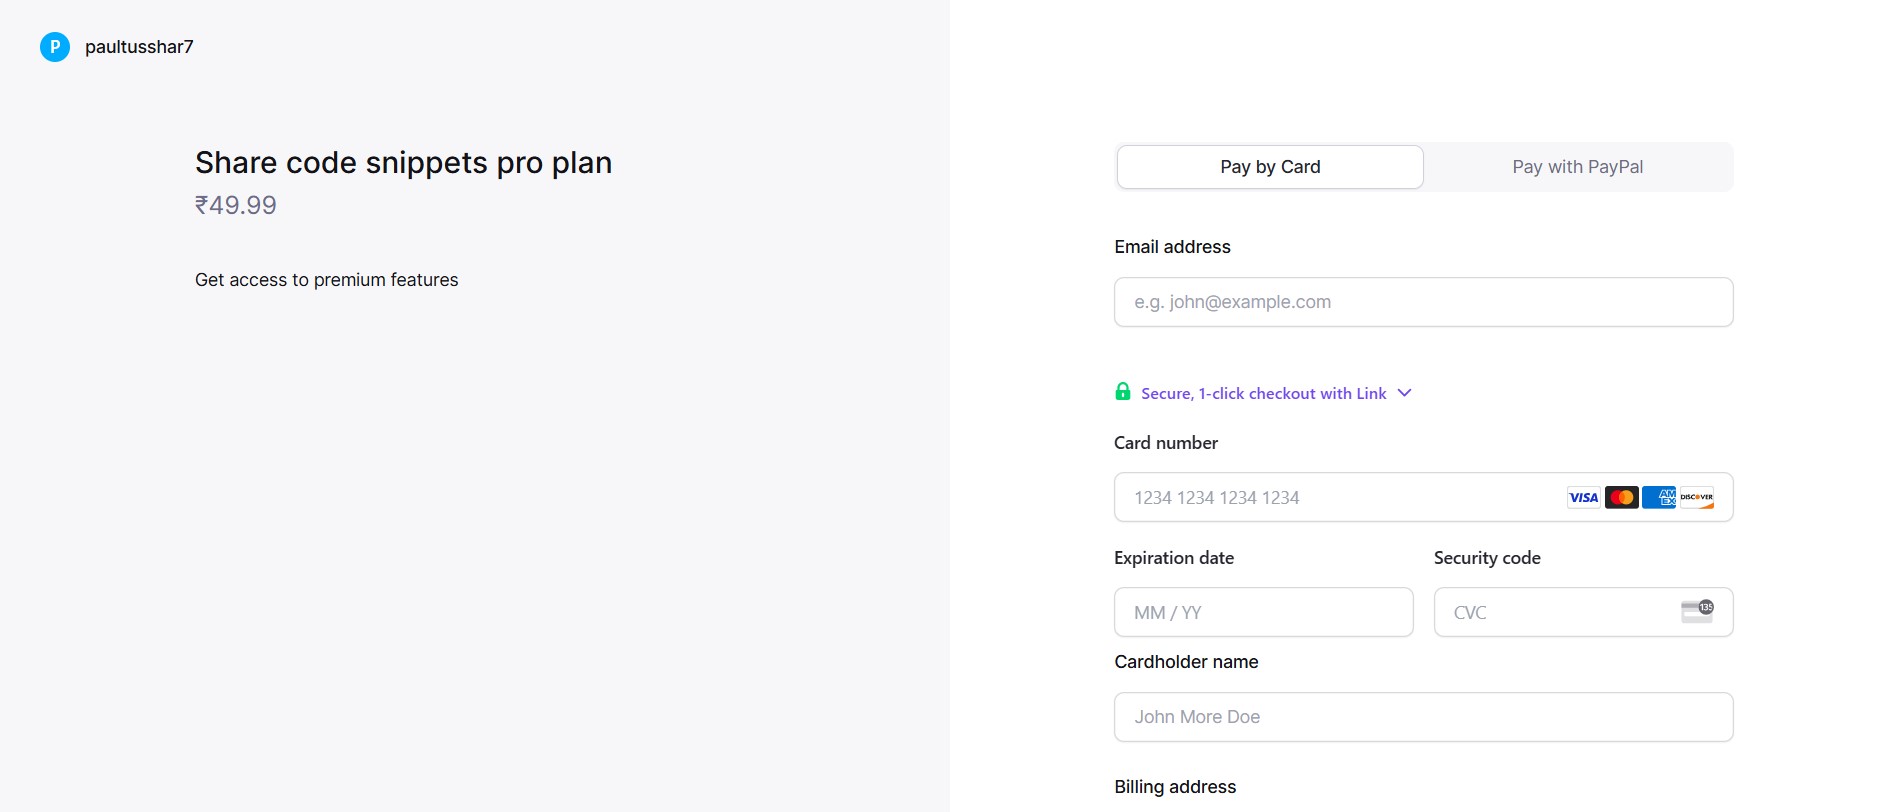 P paultusshar7
Share code snippets pro plan
₹49.99
Get access to premium features
Pay by Card Pay with PayPal
Email address
e.g. john@example.com
Secure, 1-click checkout with Link
Card number
1234 1234 1234 1234 VISA AM EX DISCOVER
Expiration date Security code
MM / YY CVC 135
Cardholder name
John More Doe
Billing address